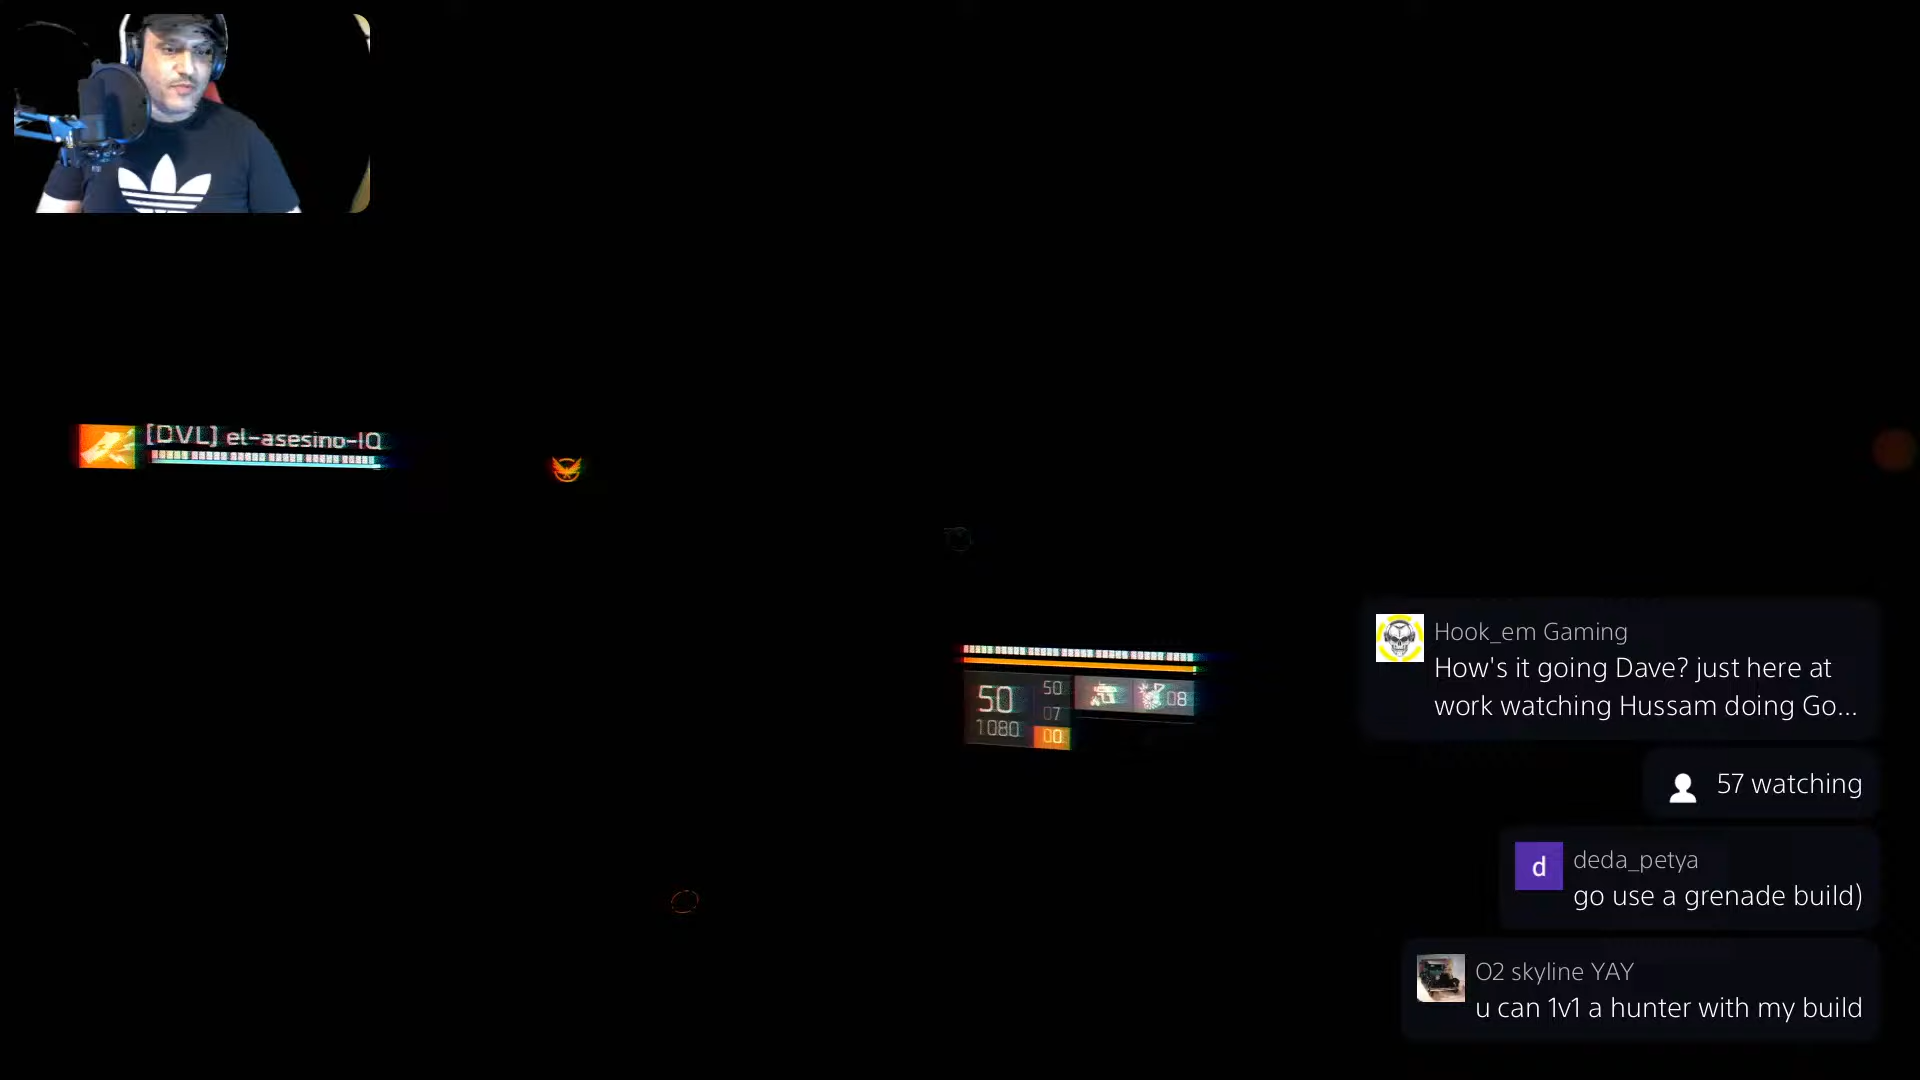 [DVL] el-asesino-IQ
50
50
07
1080
00
08
Hook_em Gaming
How's it going Dave? just here at
work watching Hussam doing Go...
57 watching
d
deda_petya
go use a grenade build)
O2 skyline YAY
u can 1v1 a hunter with my build